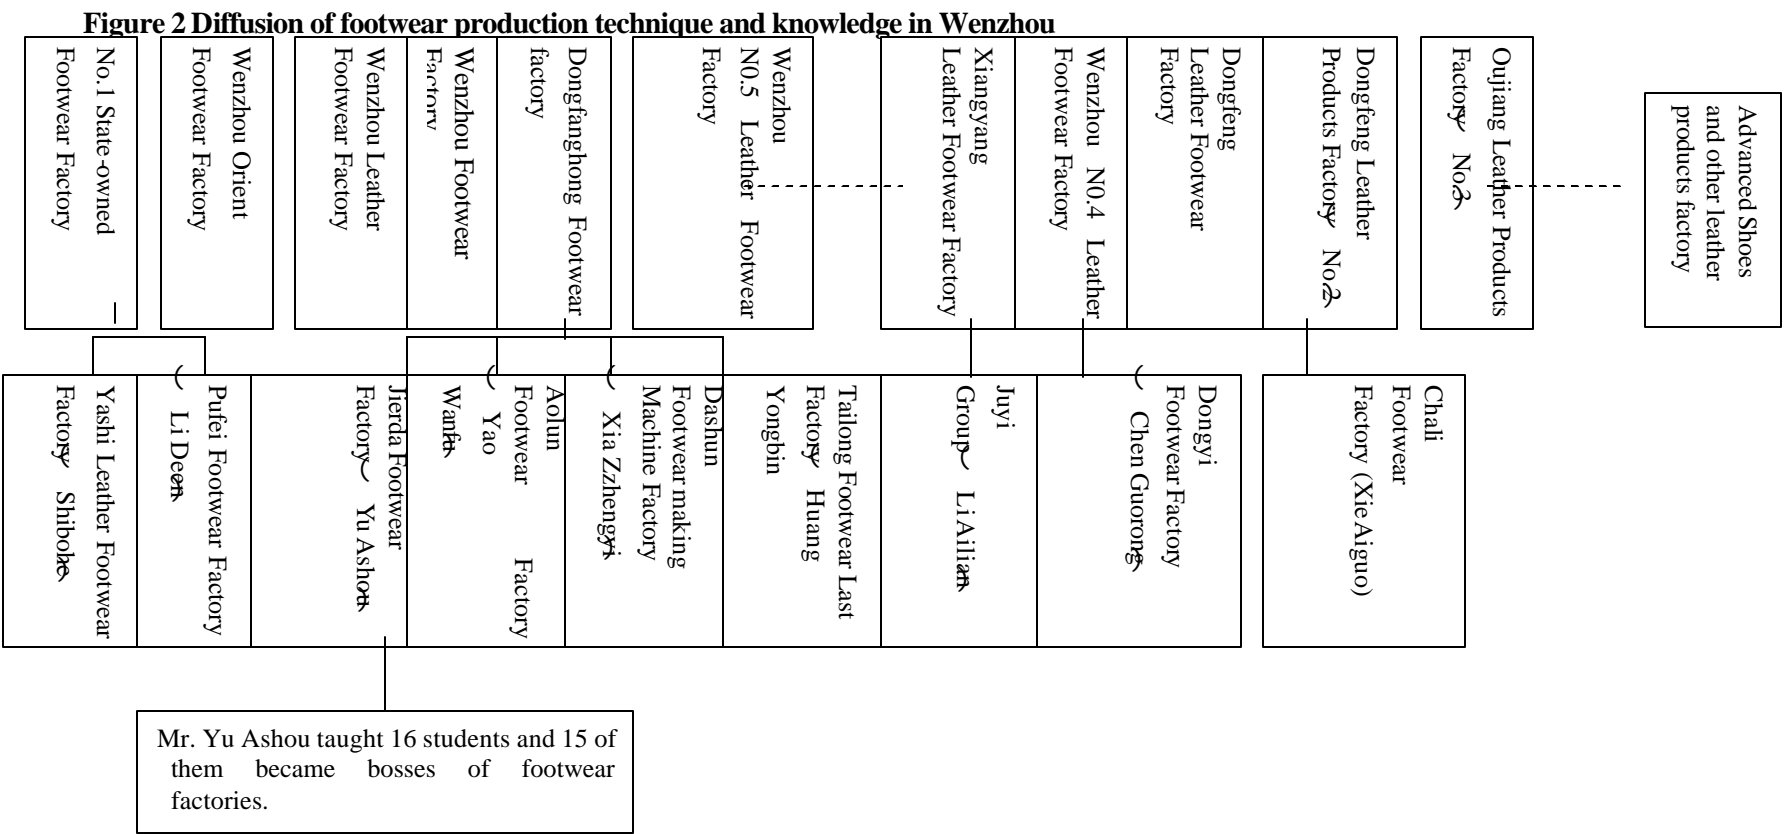 Figure 2 Diffusion of footwear production technique and knowledge in Wenzhou
No.1 State-owned
Footwear Factory
Wenzhou Orient
Footwear Factory
Wenzhou Leather
Footwear Factory
Wenzhou Footwear
Factory
Dongfanghong Footwear
factory
Wenzhou
N0.5 Leather Footwear
Factory
Xiangyang
Leather Footwear Factory
Wenzhou N0.4 Leather
Footwear Factory
Dongfeng
Leather Footwear
Factory
Dongfeng Leather
Products Factory No.2
Oujiang Leather Products
Factory No.3
Advanced Shoes
and other leather
products factory
Yashi Leather Footwear
Factory( Shibohe)
Pufei Footwear Factory
( Li Deen)
Jierda Footwear
Factory( Yu Ashou)
Aolun
Footwear Factory
( Yao
Wanfu)
Dashun
Footwear making
Machine Factory
( Xia Zzhengyi)
Tailong Footwear Last
Factory( Huang
Yongbin
Juyi
Group( Li Ailian)
Dongyi
Footwear Factory
( Chen Guorong)
Chali
Footwear
Factory (Xie Aiguo)
Mr. Yu Ashou taught 16 students and 15 of
them became bosses of footwear
factories.